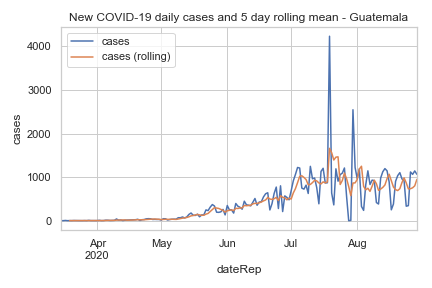 New COVID-19 daily cases and 5 day rolling mean - Guatemala
cases
cases (rolling)
4000
3000
2000
1000
0
cases
Apr
2020
May
Jun
Jul
Aug
dateRep